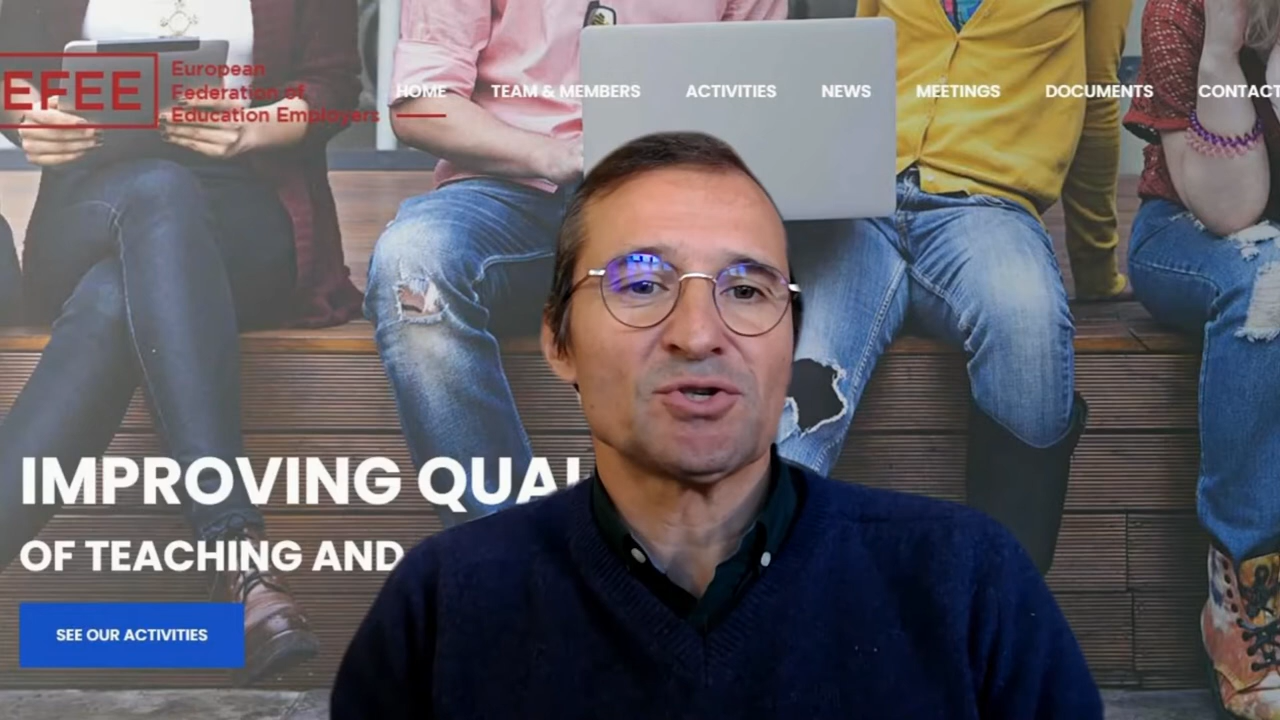 EFEE
European
Federation of
Education Employers
HOME
TEAM & MEMBERS
ACTIVITIES
NEWS
MEETINGS
DOCUMENTS
CONTACT
IMPROVING QUAL
OF TEACHING AND
SEE OUR ACTIVITIES